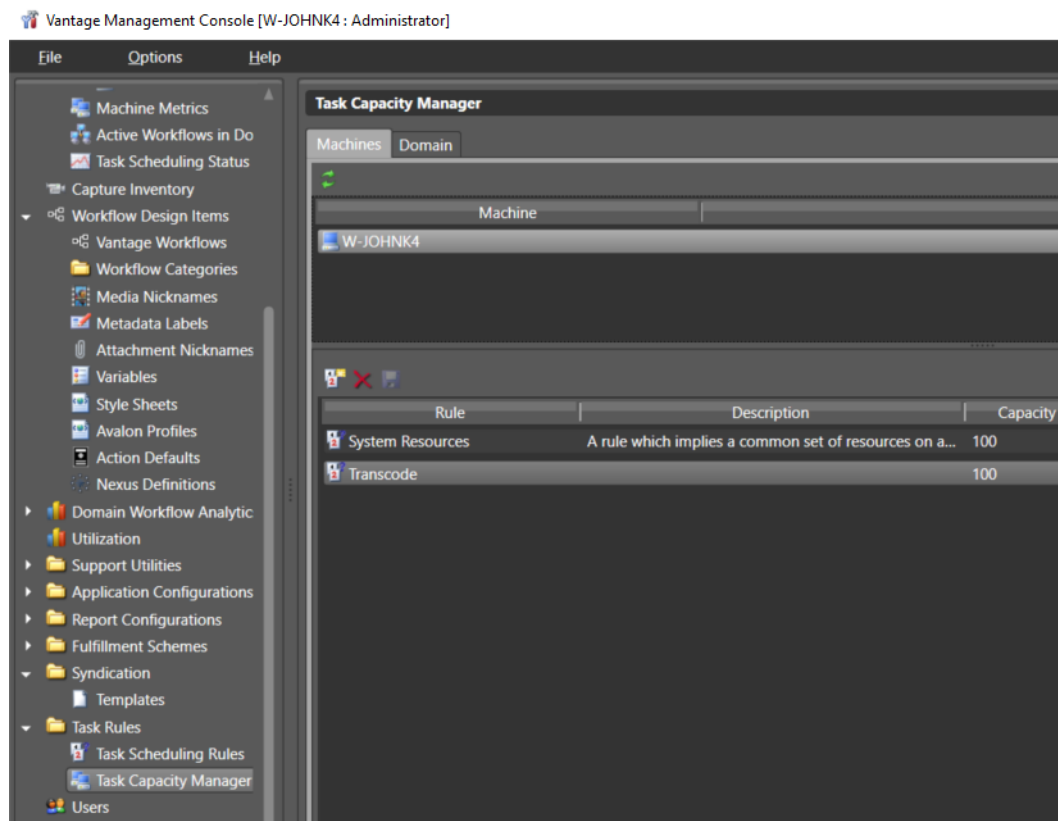 Vantage Management Console [W-JOHNK4 : Administrator]
File Options Help
Machine Metrics
Active Workflows in Do
Task Scheduling Status
Capture Inventory
Workflow Design Items
Vantage Workflows
Workflow Categories
Media Nicknames
Metadata Labels
Attachment Nicknames
Variables
Style Sheets
Avalon Profiles
Action Defaults
Nexus Definitions
Domain Workflow Analytic
Utilization
Support Utilities
Application Configurations
Report Configurations
Fulfillment Schemes
Syndication
Templates
Task Rules
Task Scheduling Rules
Task Capacity Manager
Users
Task Capacity Manager
Machines Domain
Machine
W-JOHNK4
Rule Description Capacity
System Resources A rule which implies a common set of resources on a... 100
Transcode 100